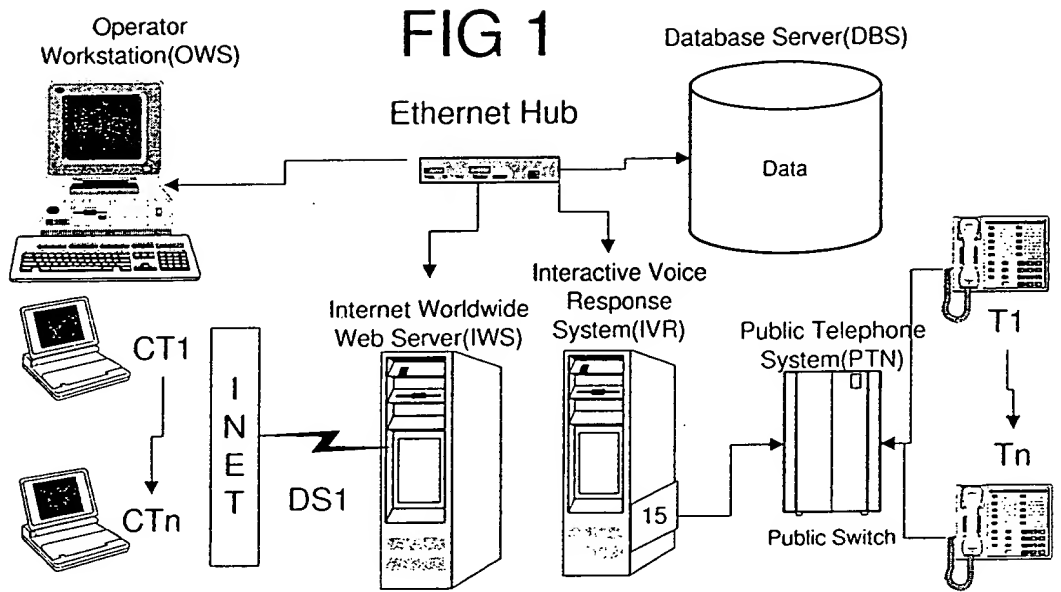 FIG 1
Operator
Workstation(OWS)
Database Server(DBS)
Ethernet Hub
Data
Interactive Voice
Response
System(IVR)
Internet Worldwide
Web Server(IWS)
Public Telephone
System(PTN)
T1
CT1
INET
Tn
CTn
DS1
15
Public Switch